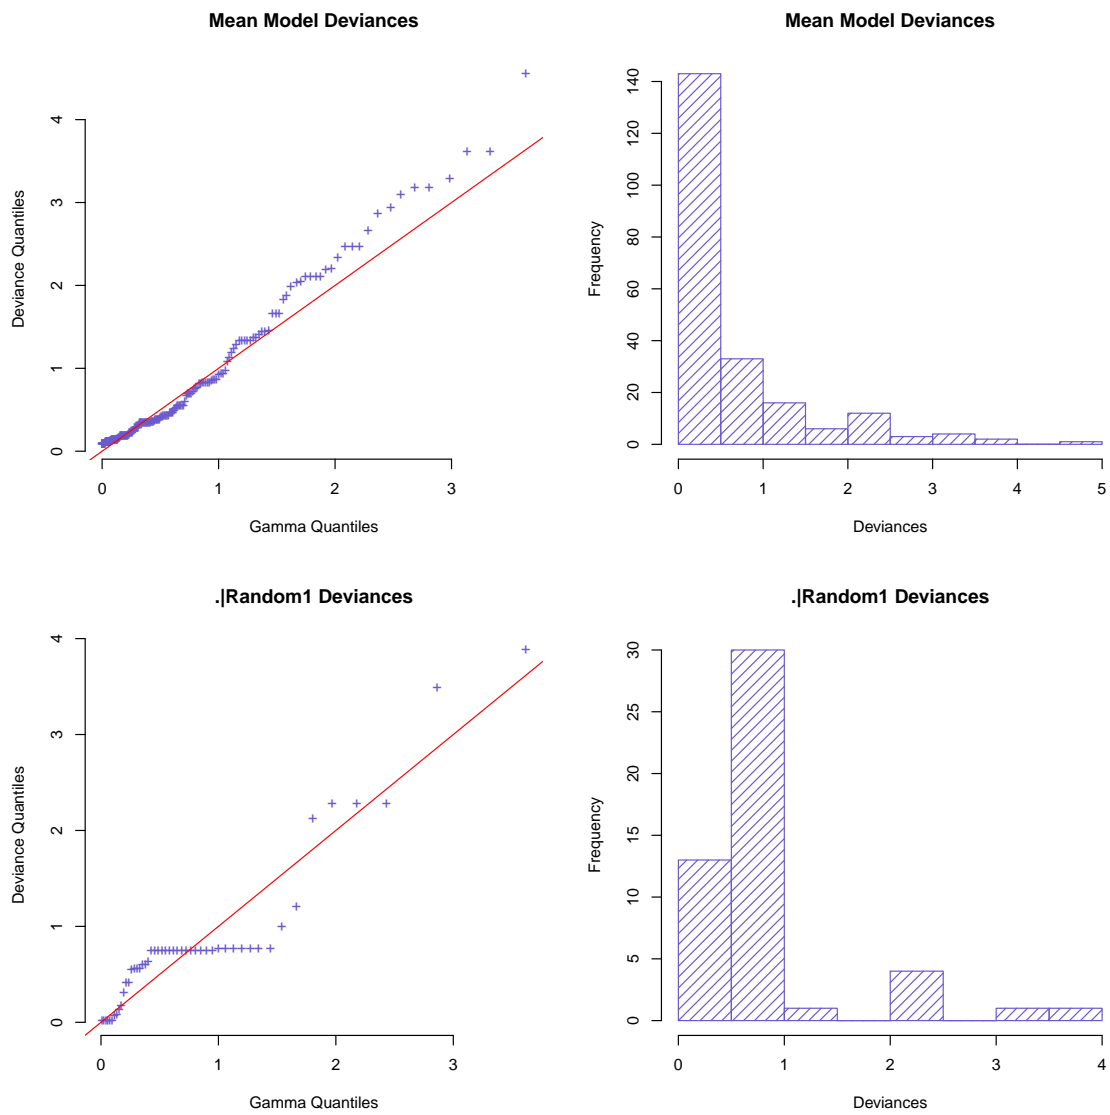 Mean Model Deviances
Deviance Quantiles
0 1 2 3 4
0 1 2 3
Gamma Quantiles
Mean Model Deviances
Frequency
0 20 40 60 80 100 120 140
0 1 2 3 4 5
Deviances
.|Random1 Deviances
Deviance Quantiles
0 1 2 3 4
0 1 2 3
Gamma Quantiles
.|Random1 Deviances
Frequency
0 5 10 15 20 25 30
0 1 2 3 4
Deviances